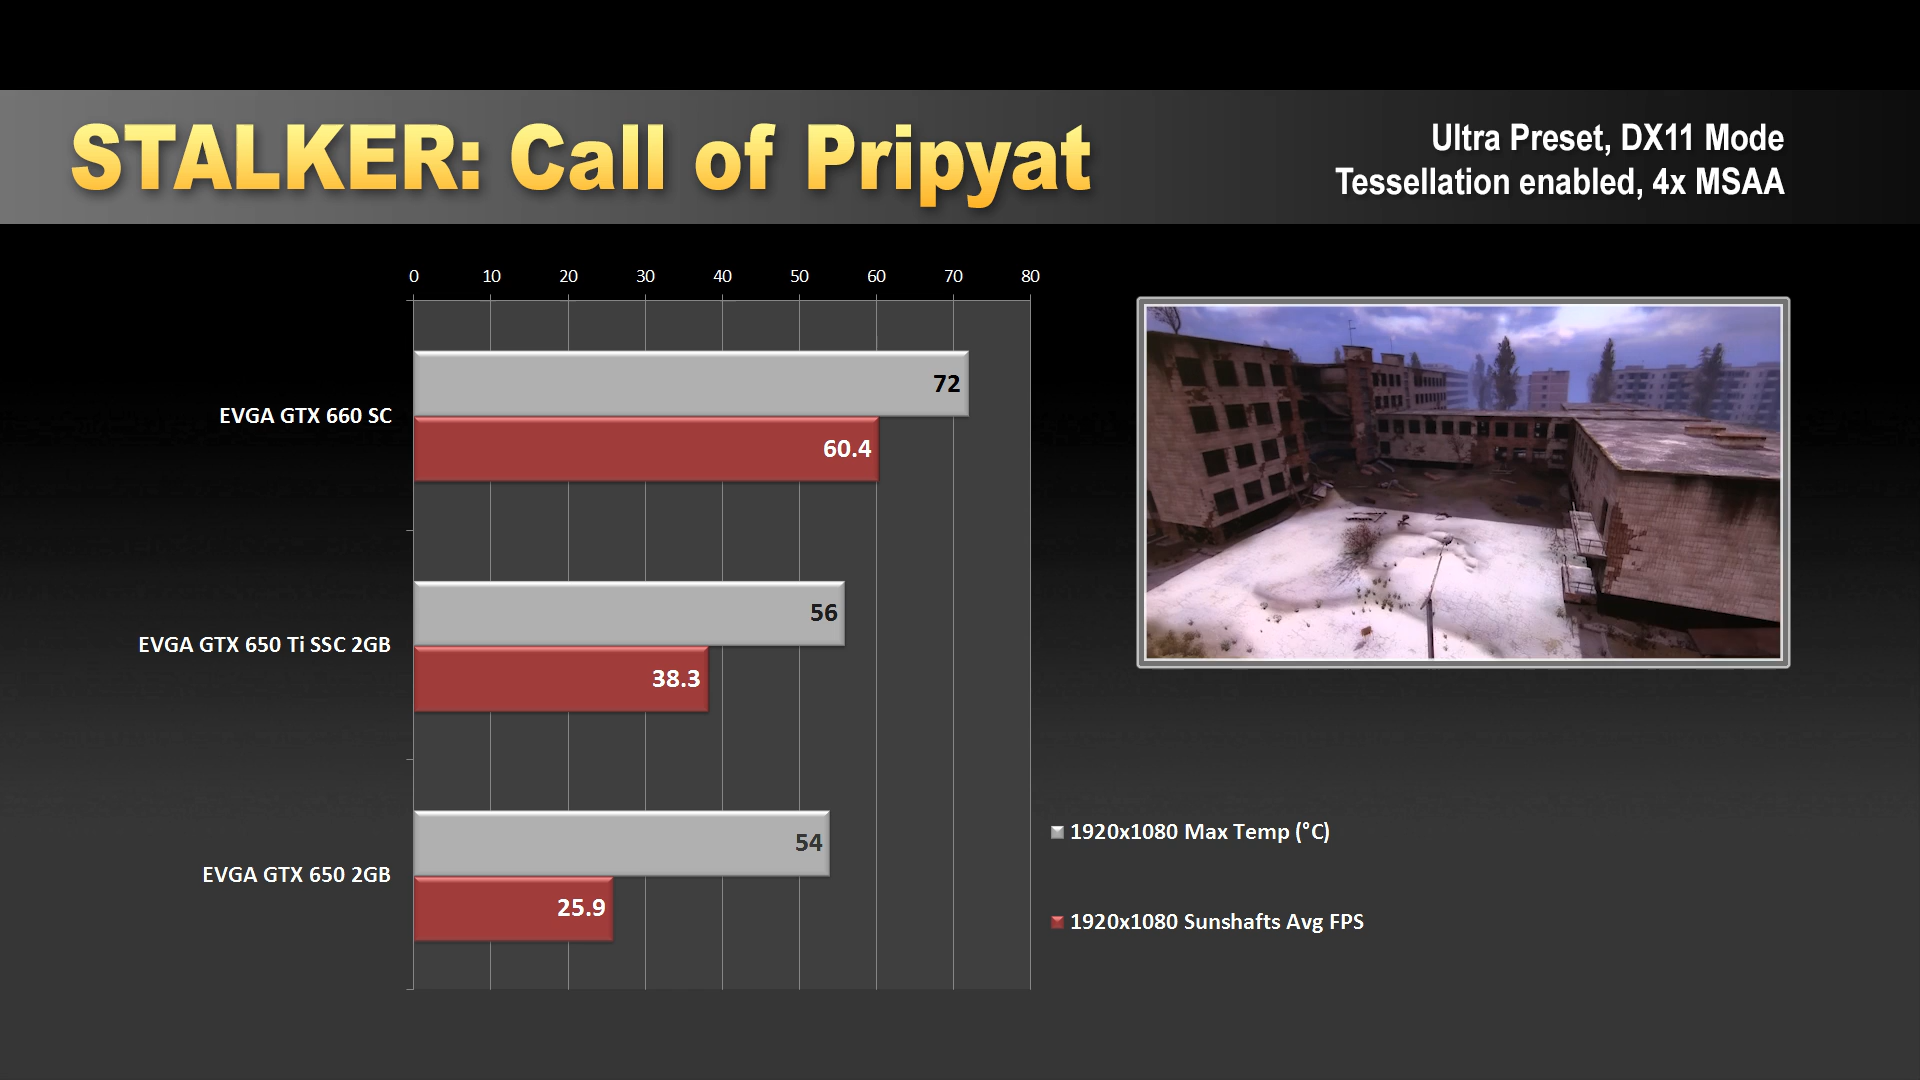 STALKER: Call of Pripyat
Ultra Preset, DX11 Mode
Tessellation enabled, 4x MSAA
0 10 20 30 40 50 60 70 80
EVGA GTX 660 SC
72
60.4
EVGA GTX 650 Ti SSC 2GB
56
38.3
EVGA GTX 650 2GB
54
25.9
1920x1080 Max Temp (°C)
1920x1080 Sunshafts Avg FPS